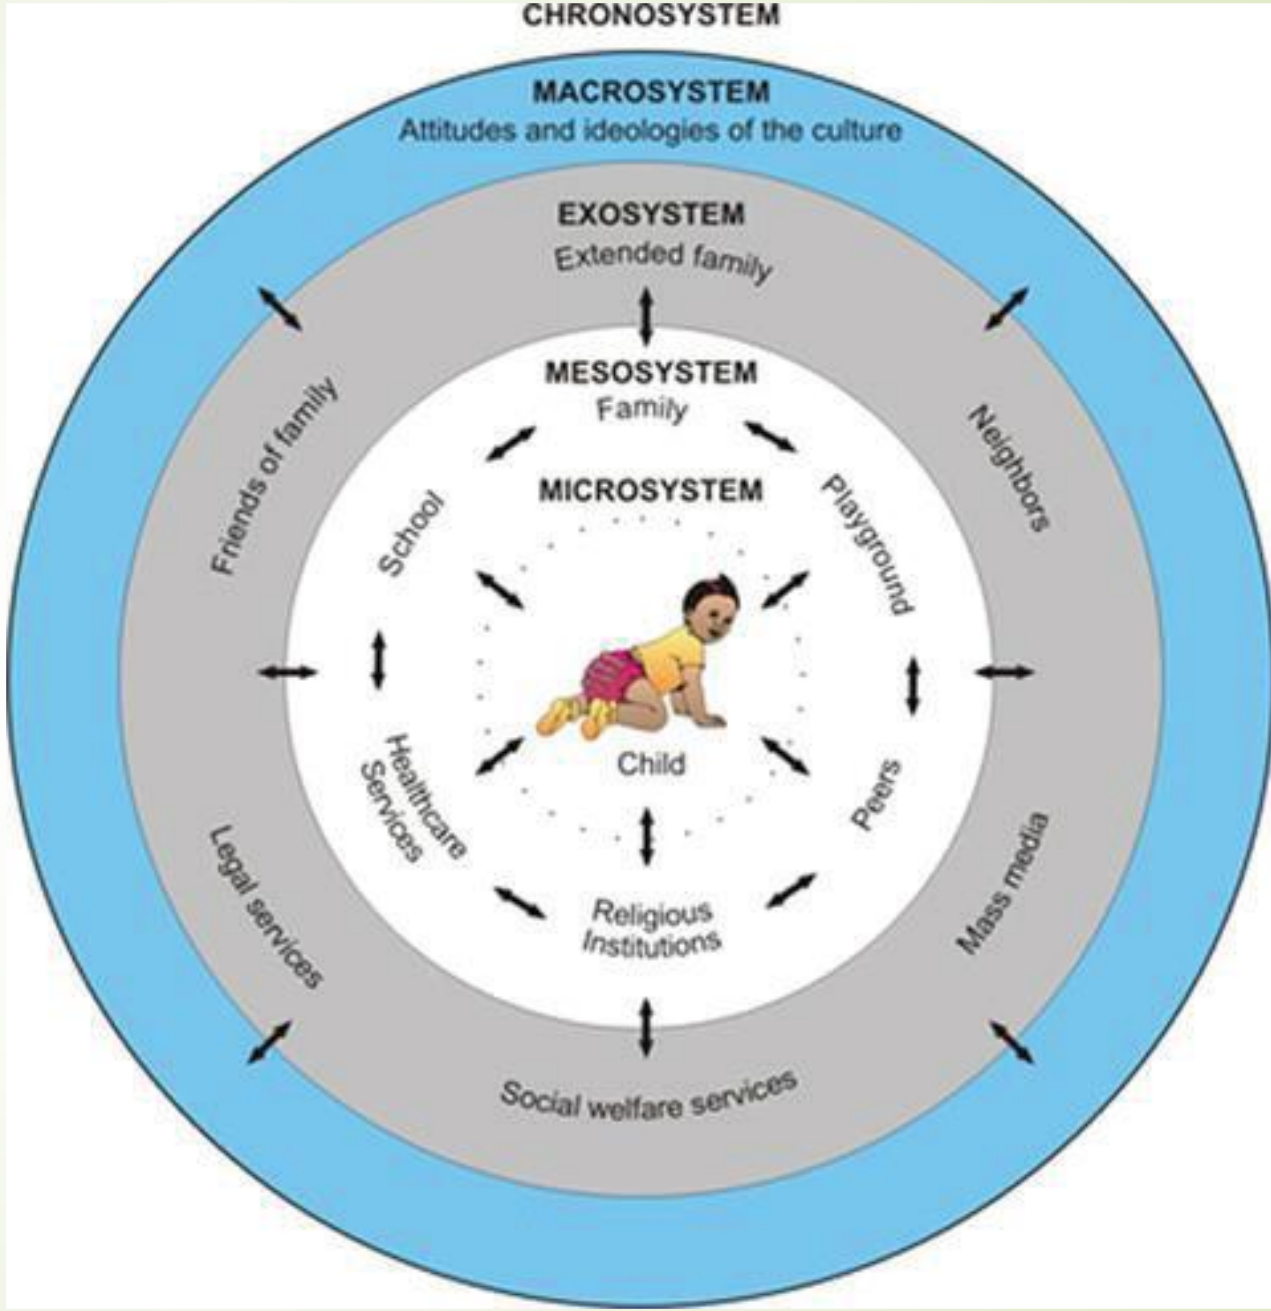 CHRONOSYSTEM
MACROSYSTEM
Attitudes and ideologies of the culture
EXOSYSTEM
Extended family
MESOSYSTEM
Family
MICROSYSTEM
Friends of family
School
Playground
Neighbors
Child
Healthcare
Services
Peers
Religious
Institutions
Legal services
Mass media
Social welfare services